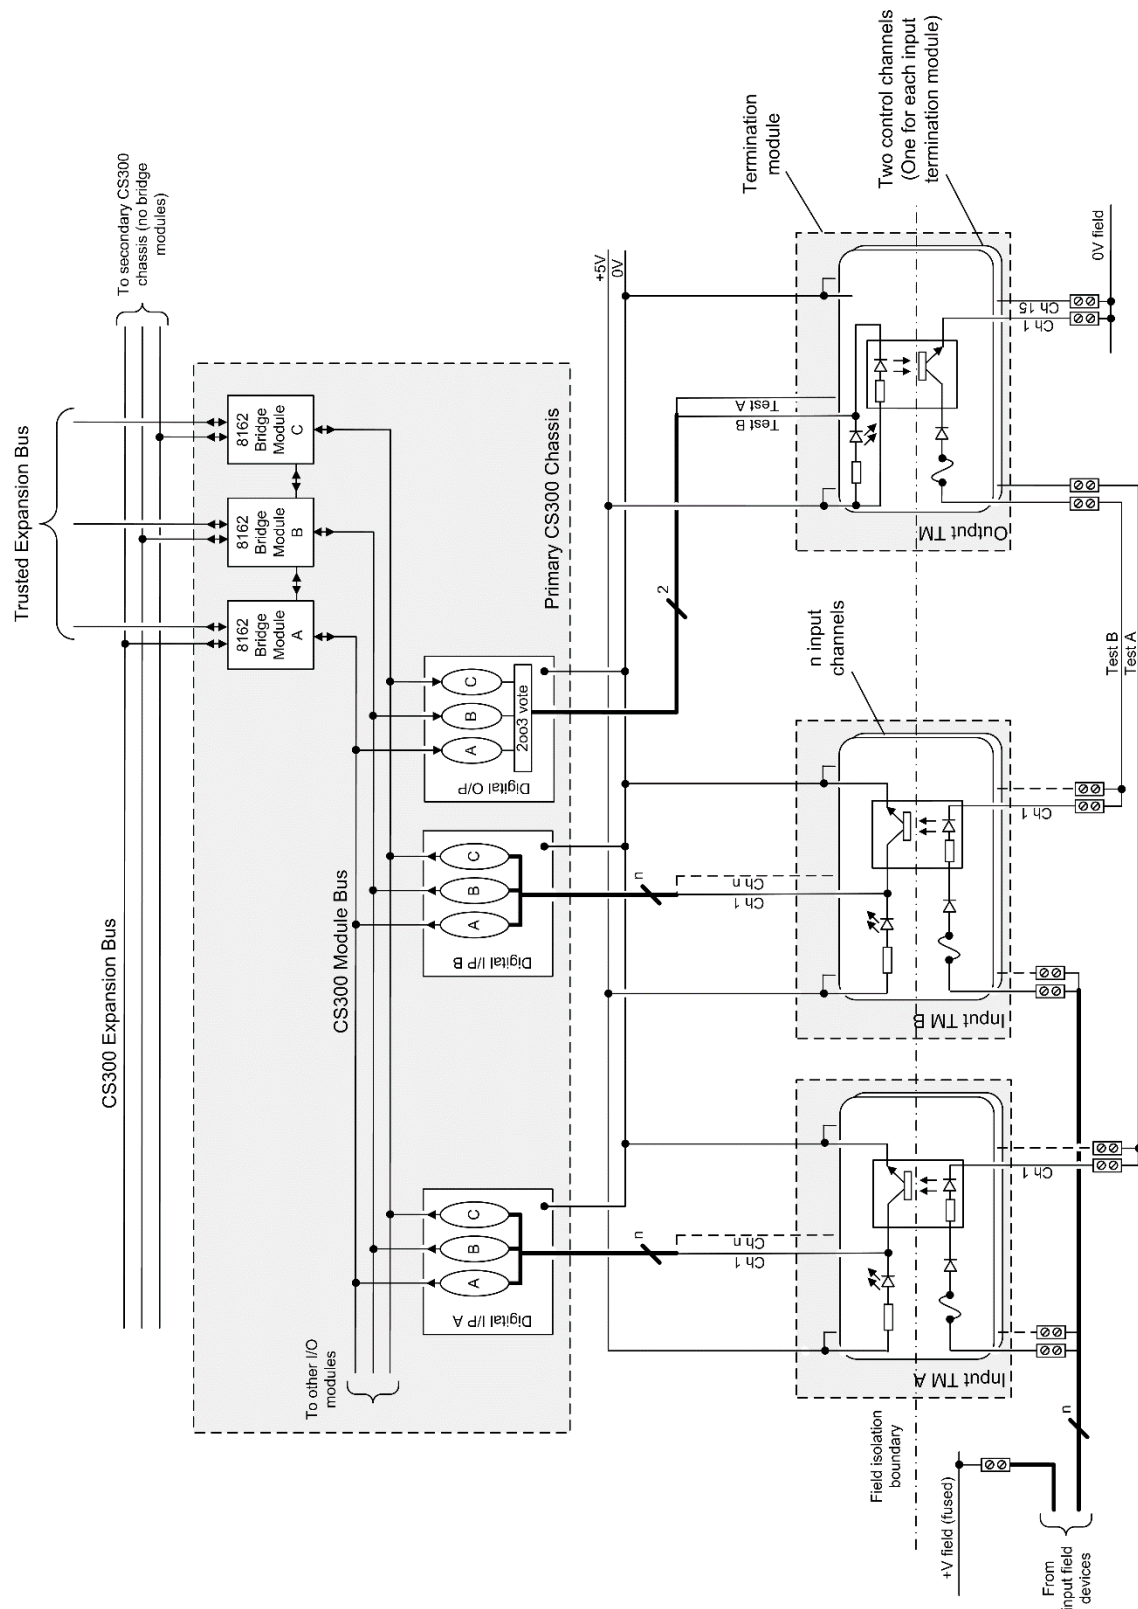 Trusted Expansion Bus
CS300 Expansion Bus
To secondary CS300
chassis (no bridge
modules)
8162
Bridge
Module
A
8162
Bridge
Module
B
8162
Bridge
Module
C
To other I/O
modules
CS300 Module Bus
Primary CS300 Chassis
Digital I/P A
A
B
C
Digital I/P B
A
B
C
Digital O/P
A
B
C
2oo3 vote
n
n
2
+5V
0V
Ch 1
Ch n
Ch 1
Ch n
Test B
Test A
Termination
module
n input
channels
Two control channels
(One for each input
termination module)
Field isolation
boundary
Input TM A
Input TM B
Output TM
+V field (fused)
Ch 1
Ch 1
Ch 1
Ch 15
0V field
n
From
input field
devices
Test B
Test A